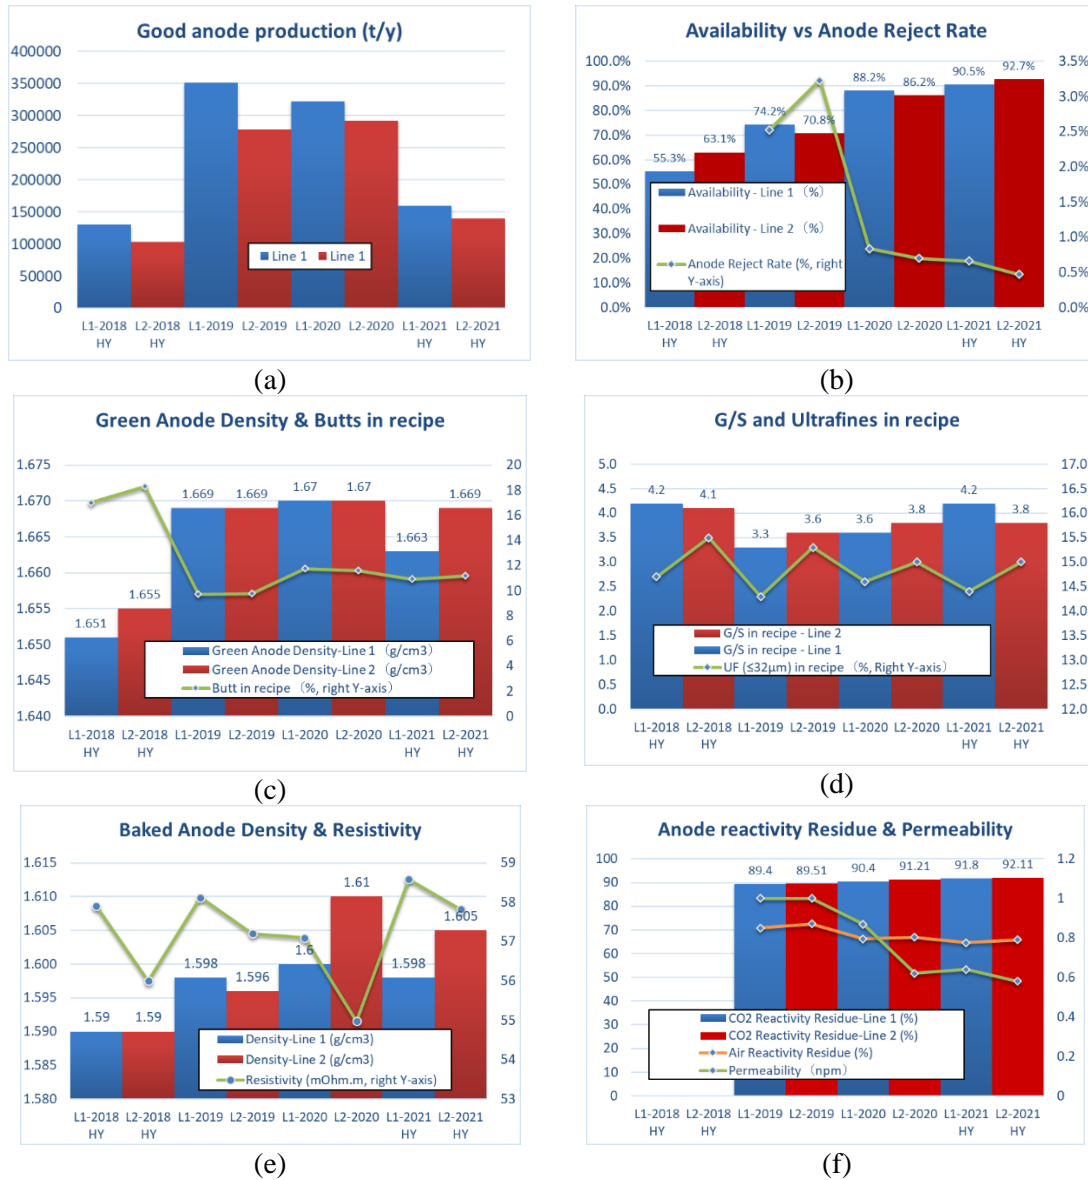 Good anode production (t/y)
400000
350000
300000
250000
200000
150000
100000
50000
0
Line 1 Line 1
L1-2018 HY L2-2018 HY L1-2019 L2-2019 L1-2020 L2-2020 L1-2021 HY L2-2021 HY
(a)
Availability vs Anode Reject Rate
100.0% 90.0% 80.0% 70.0% 60.0% 50.0% 40.0% 30.0% 20.0% 10.0% 0.0%
55.3% 63.1% 74.2% 70.8% 88.2% 86.2% 90.5% 92.7%
3.5% 3.0% 2.5% 2.0% 1.5% 1.0% 0.5% 0.0%
Availability - Line 1 (%)
Availability - Line 2 (%)
Anode Reject Rate (%, right
Y-axis)
L1-2018 HY L2-2018 HY L1-2019 L2-2019 L1-2020 L2-2020 L1-2021 HY L2-2021 HY
(b)
Green Anode Density & Butts in recipe
1.675 1.670 1.665 1.660 1.655 1.650 1.645 1.640
1.651 1.655 1.669 1.669 1.67 1.67 1.663 1.669
20 18 16 14 12 10 8 6 4 2 0
Green Anode Density-Line 1 (g/cm3)
Green Anode Density-Line 2 (g/cm3)
Butt in recipe (%, right Y-axis)
L1-2018 HY L2-2018 HY L1-2019 L2-2019 L1-2020 L2-2020 L1-2021 HY L2-2021 HY
(c)
G/S and Ultrafines in recipe
5.0 4.5 4.0 3.5 3.0 2.5 2.0 1.5 1.0 0.5 0.0
4.2 4.1 3.3 3.6 3.6 3.8 4.2 3.8
17.0 16.5 16.0 15.5 15.0 14.5 14.0 13.5 13.0 12.5 12.0
G/S in recipe - Line 2
G/S in recipe - Line 1
UF (≤32μm) in recipe (%, Right Y-axis)
L1-2018 HY L2-2018 HY L1-2019 L2-2019 L1-2020 L2-2020 L1-2021 HY L2-2021 HY
(d)
Baked Anode Density & Resistivity
1.615 1.610 1.605 1.600 1.595 1.590 1.585 1.580
1.59 1.59 1.598 1.596 1.6 1.61 1.598 1.605
59 58 57 56 55 54 53
Density-Line 1 (g/cm3)
Density-Line 2 (g/cm3)
Resistivity (mOhm.m, right Y-axis)
L1-2018 HY L2-2018 HY L1-2019 L2-2019 L1-2020 L2-2020 L1-2021 HY L2-2021 HY
(e)
Anode reactivity Residue & Permeability
100 90 80 70 60 50 40 30 20 10 0
89.4 89.51 90.4 91.21 91.8 92.11
1.2 1 0.8 0.6 0.4 0.2 0
CO2 Reactivity Residue-Line 1 (%)
CO2 Reactivity Residue-Line 2 (%)
Air Reactivity Residue (%)
Permeability (npm)
L1-2018 HY L2-2018 HY L1-2019 L2-2019 L1-2020 L2-2020 L1-2021 HY L2-2021 HY
(f)